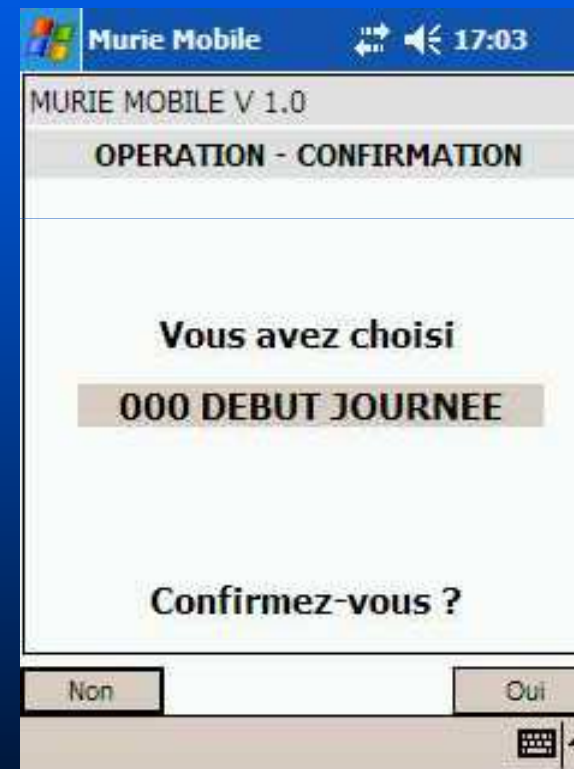 Murie Mobile 17:03
MURIE MOBILE V 1.0
OPERATION - CONFIRMATION
Vous avez choisi
000 DEBUT JOURNEE
Confirmez-vous ?
Non Oui